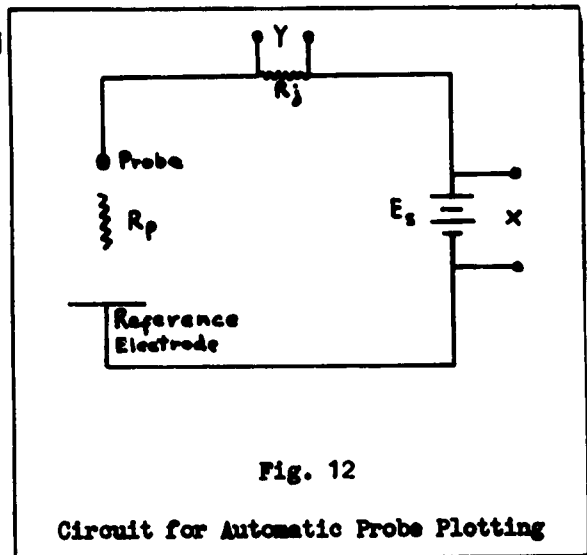 Y
Rj
Probe
Rp
Es
X
Reference
Electrode
Fig. 12
Circuit for Automatic Probe Plotting